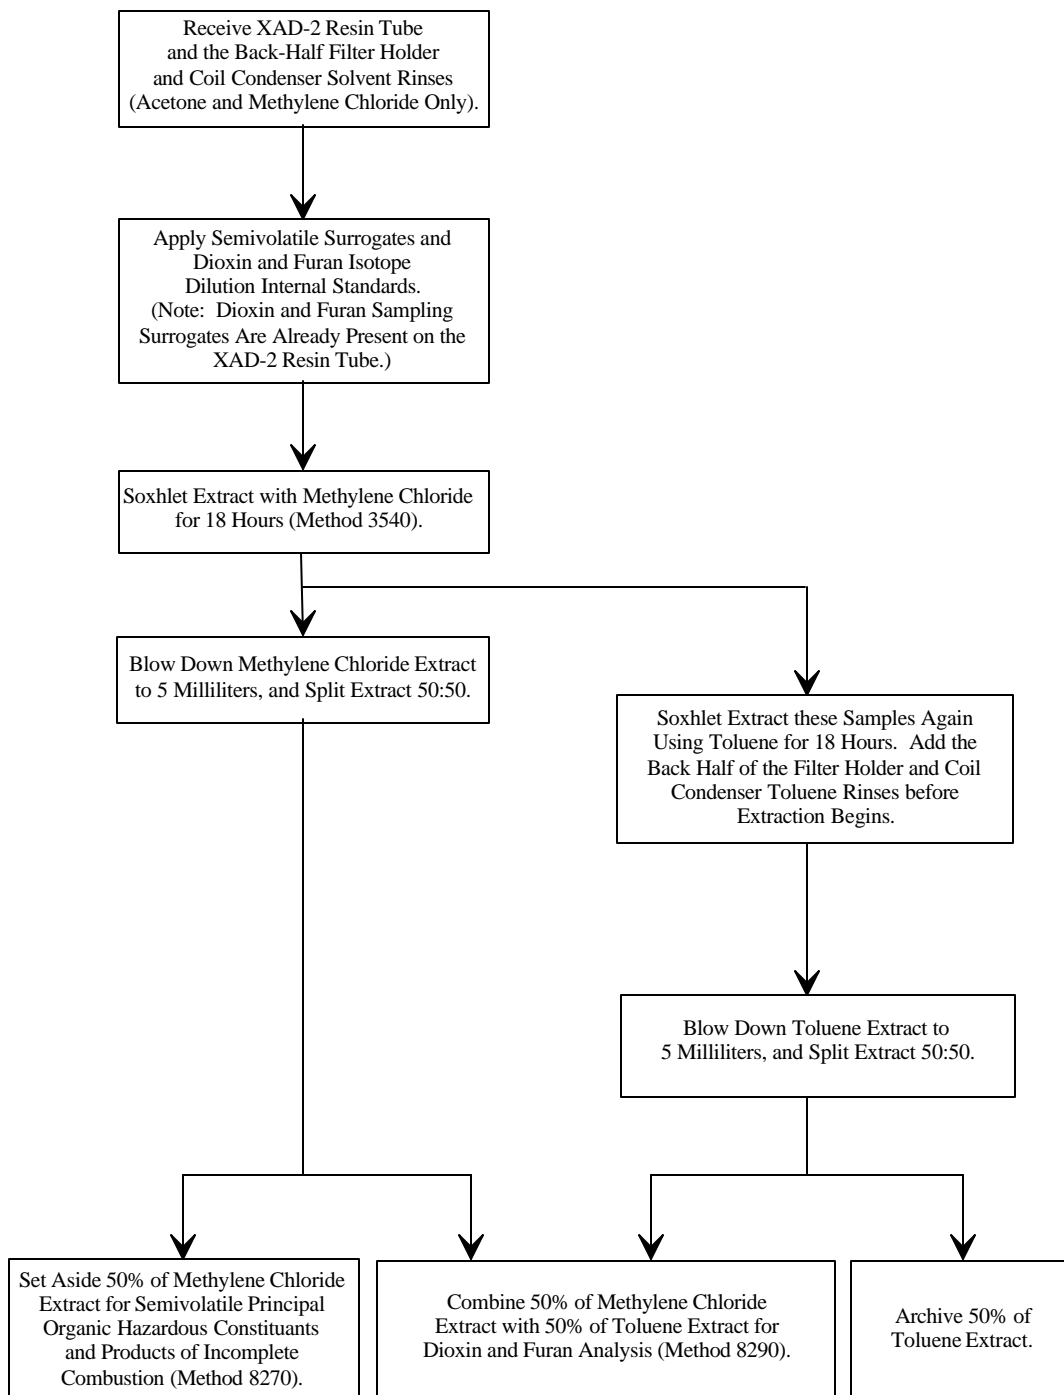 Receive XAD-2 Resin Tube
and the Back-Half Filter Holder
and Coil Condenser Solvent Rinses
(Acetone and Methylene Chloride Only).
Apply Semivolatile Surrogates and
Dioxin and Furan Isotope
Dilution Internal Standards.
(Note: Dioxin and Furan Sampling
Surrogates Are Already Present on the
XAD-2 Resin Tube.)
Soxhlet Extract with Methylene Chloride
for 18 Hours (Method 3540).
Blow Down Methylene Chloride Extract
to 5 Milliliters, and Split Extract 50:50.
Soxhlet Extract these Samples Again
Using Toluene for 18 Hours. Add the
Back Half of the Filter Holder and Coil
Condenser Toluene Rinses before
Extraction Begins.
Blow Down Toluene Extract to
5 Milliliters, and Split Extract 50:50.
Set Aside 50% of Methylene Chloride
Extract for Semivolatile Principal
Organic Hazardous Constituants
and Products of Incomplete
Combustion (Method 8270).
Combine 50% of Methylene Chloride
Extract with 50% of Toluene Extract for
Dioxin and Furan Analysis (Method 8290).
Archive 50% of
Toluene Extract.